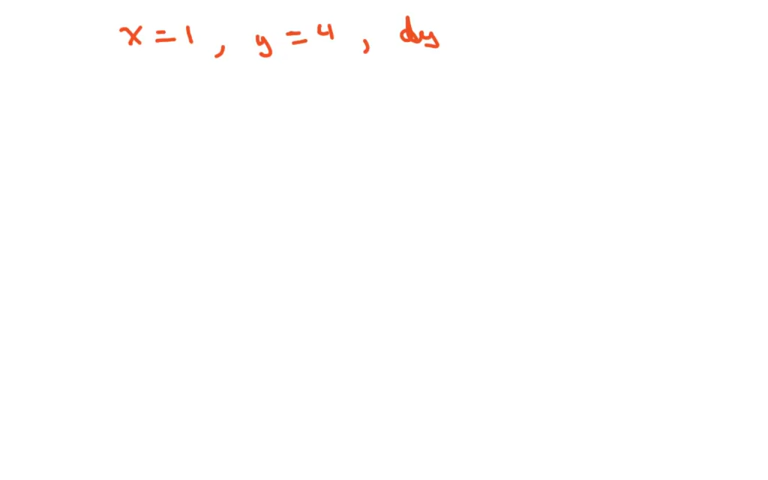 x = 1 , y = 4 , dy